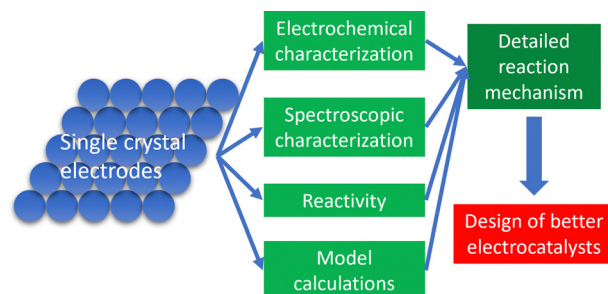 Single crystal
electrodes
Electrochemical
characterization
Spectroscopic
characterization
Reactivity
Model
calculations
Detailed
reaction
mechanism
Design of better
electrocatalysts